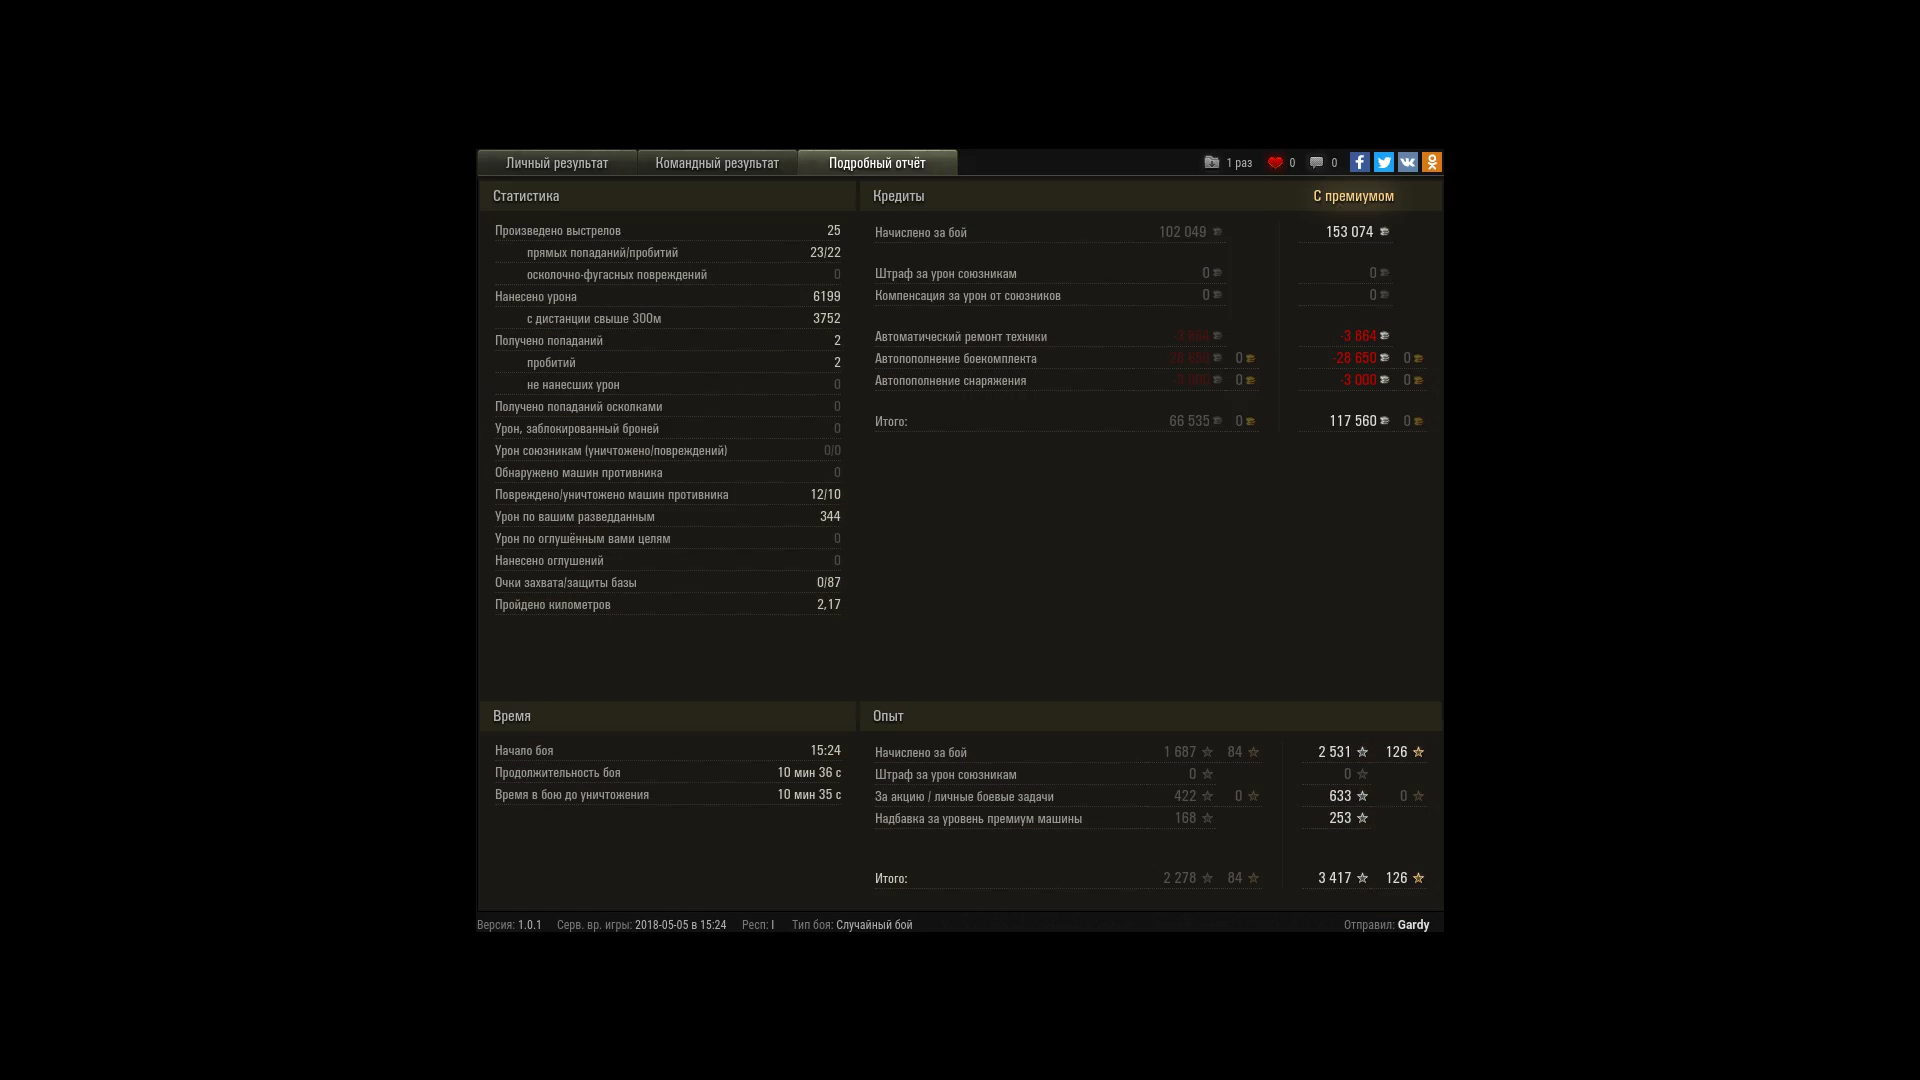 Личный результат Командный результат Подробный отчёт 1 раз 0 0
Статистика
Произведено выстрелов 25
прямых попаданий/пробитий 23/22
осколочно-фугасных повреждений 0
Нанесено урона 6199
с дистанции свыше 300м 3752
Получено попаданий 2
пробитий 2
не нанесших урон 0
Получено попаданий осколками 0
Урон, заблокированный броней 0
Урон союзникам (уничтожено/повреждений) 0/0
Обнаружено машин противника 0
Повреждено/уничтожено машин противника 12/10
Урон по вашим разведданным 344
Урон по оглушённым вами целям 0
Нанесено оглушений 0
Очки захвата/защиты базы 0/87
Пройдено километров 2,17
Кредиты С премиумом
Начислено за бой 102 049 153 074
Штраф за урон союзникам 0 0
Компенсация за урон от союзников 0 0
Автоматический ремонт техники -3 864 -3 864
Автопополнение боекомплекта -28 650 0 -28 650 0
Автопополнение снаряжения -3 000 0 -3 000 0
Итого: 66 535 0 117 560 0
Время
Начало боя 15:24
Продолжительность боя 10 мин 36 с
Время в бою до уничтожения 10 мин 35 с
Опыт
Начислено за бой 1 687 84 2 531 126
Штраф за урон союзникам 0 0
За акцию / личные боевые задачи 422 0 633 0
Надбавка за уровень премиум машины 168 253
Итого: 2 278 84 3 417 126
Версия: 1.0.1 Серв. вр. игры: 2018-05-05 в 15:24 Респ: I Тип боя: Случайный бой Отправил: Gardy